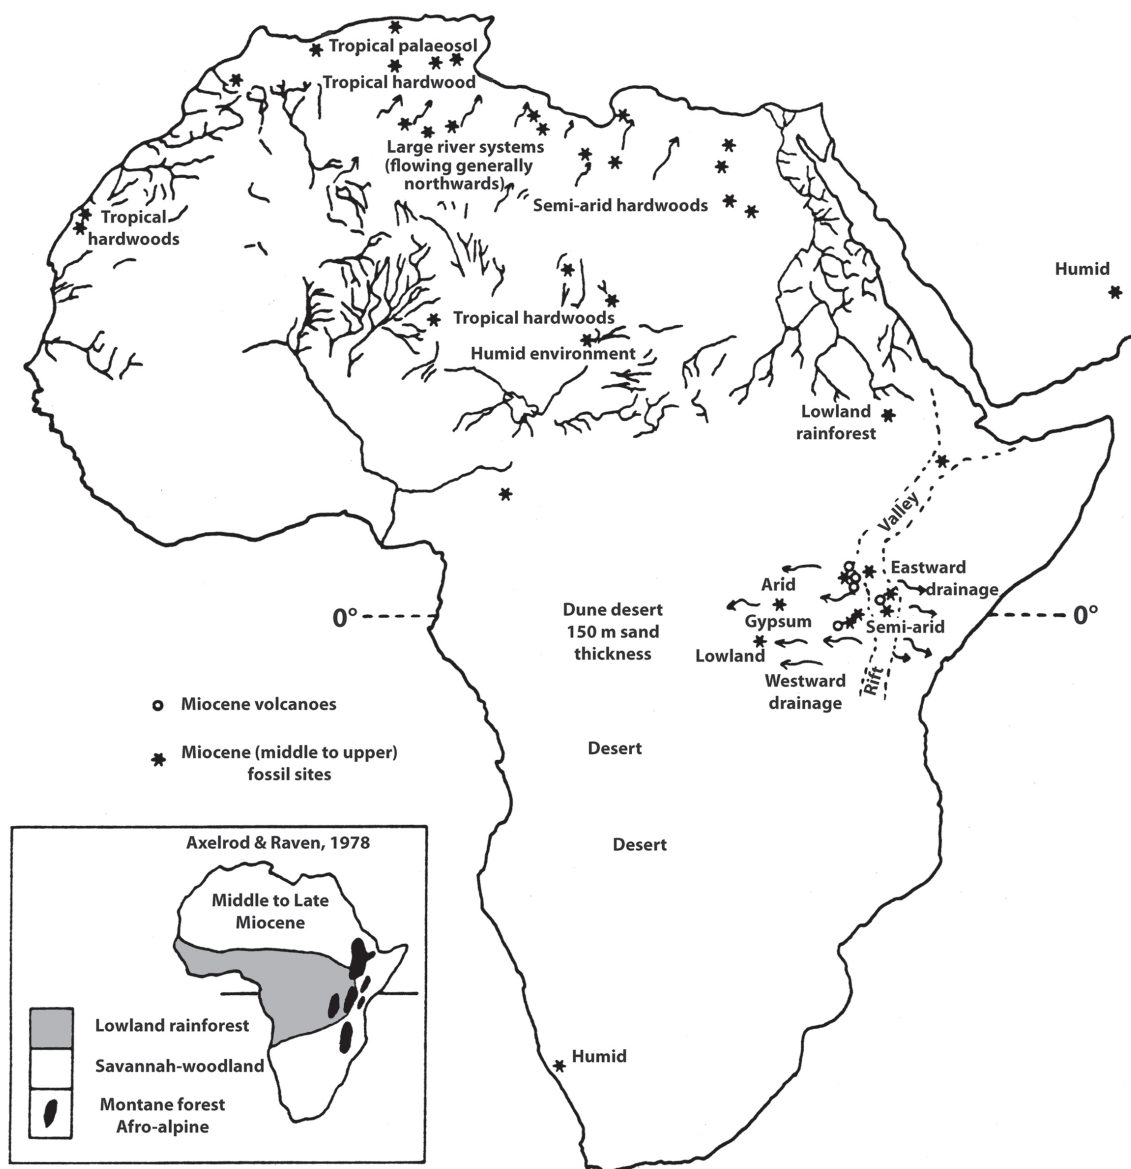 Tropical palaeosol
Tropical hardwood
Large river systems
(flowing generally
northwards)
Semi-arid hardwoods
Tropical
hardwoods
Humid
Tropical hardwoods
Humid environment
Lowland
rainforest
Valley
Eastward
drainage
Arid
Gypsum
Semi-arid
Lowland
Westward
drainage
Rift
Dune desert
150 m sand
thickness
0°
0°
Desert
Desert
Humid
Miocene volcanoes
Miocene (middle to upper)
fossil sites
Axelrod & Raven, 1978
Middle to Late
Miocene
Lowland rainforest
Savannah-woodland
Montane forest
Afro-alpine